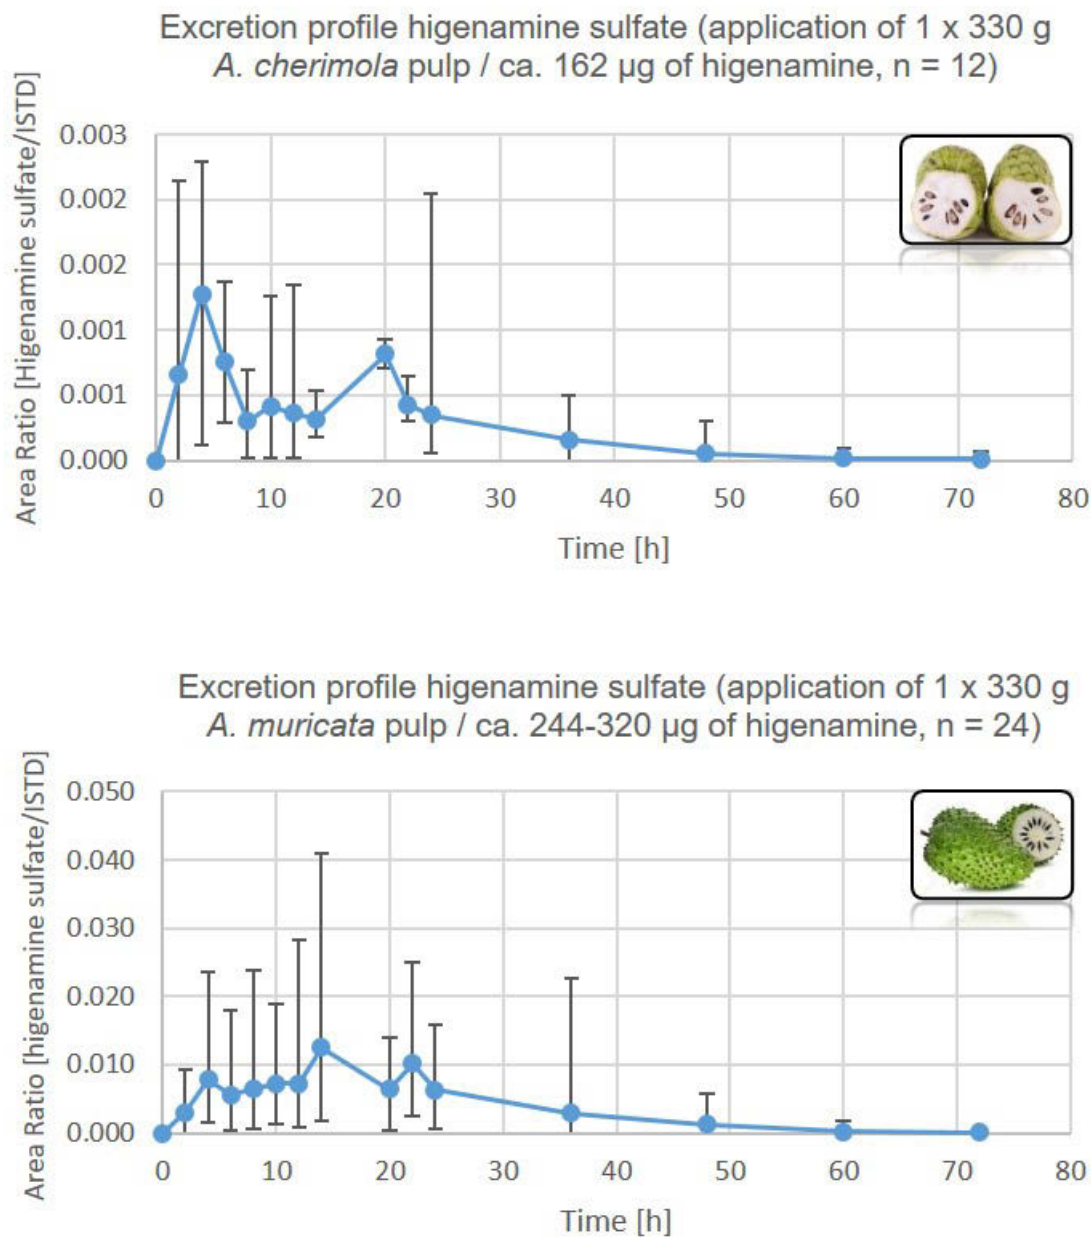 Excretion profile higenamine sulfate (application of 1 x 330 g
A. cherimola pulp / ca. 162 µg of higenamine, n = 12)
Area Ratio [Higenamine sulfate/ISTD]
0.003
0.002
0.002
0.001
0.001
0.000
0 10 20 30 40 50 60 70 80
Time [h]
Excretion profile higenamine sulfate (application of 1 x 330 g
A. muricata pulp / ca. 244-320 µg of higenamine, n = 24)
Area Ratio [higenamine sulfate/ISTD]
0.050
0.040
0.030
0.020
0.010
0.000
0 10 20 30 40 50 60 70 80
Time [h]